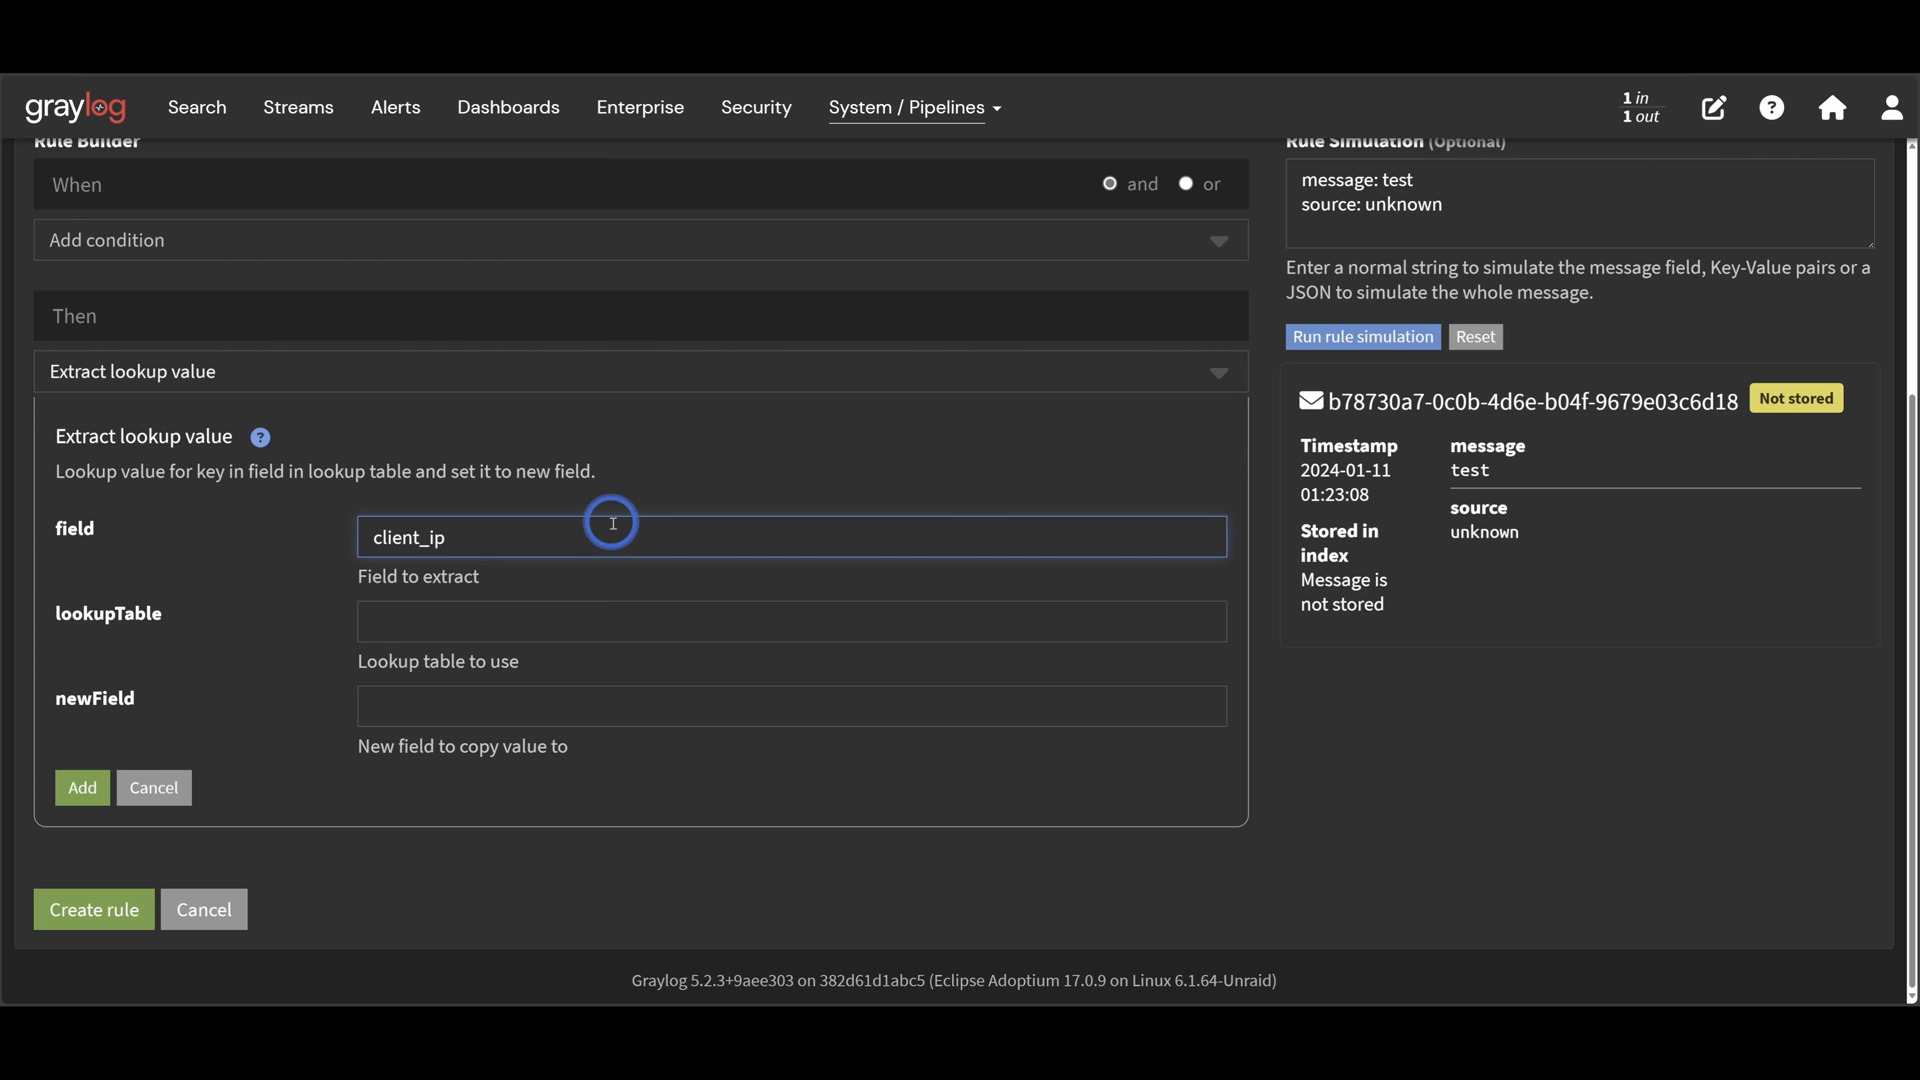 graylog Search Streams Alerts Dashboards Enterprise Security System / Pipelines 1 in
1 out
Rule Builder
When and or
Add condition
Then
Extract lookup value
Extract lookup value ?
Lookup value for key in field in lookup table and set it to new field.
field client_ip
Field to extract
lookupTable
Lookup table to use
newField
New field to copy value to
Add Cancel
Create rule Cancel
Rule Simulation (Optional)
message: test
source: unknown
Enter a normal string to simulate the message field, Key-Value pairs or a
JSON to simulate the whole message.
Run rule simulation Reset
b78730a7-0c0b-4d6e-b04f-9679e03c6d18 Not stored
Timestamp
2024-01-11
01:23:08
Stored in
index
Message is
not stored
message
test
source
unknown
Graylog 5.2.3+9aee303 on 382d61d1abc5 (Eclipse Adoptium 17.0.9 on Linux 6.1.64-Unraid)